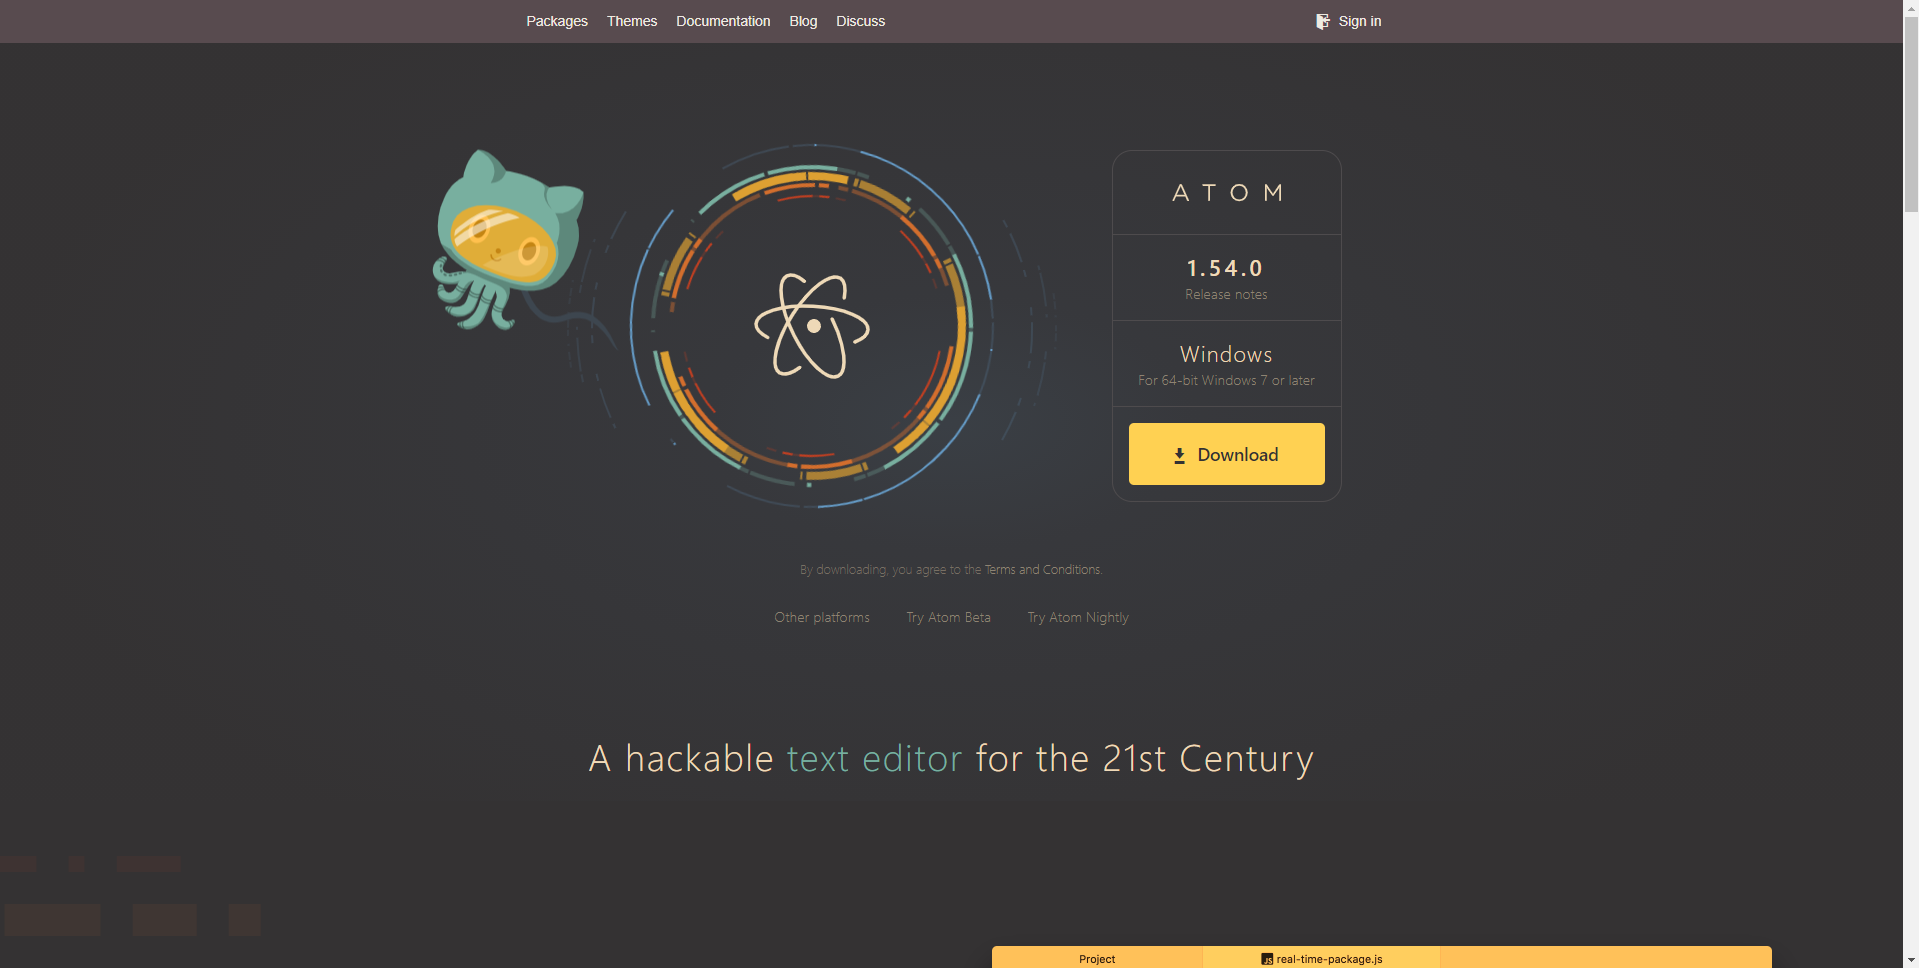 Packages Themes Documentation Blog Discuss Sign in
ATOM
1.54.0
Release notes
Windows
For 64-bit Windows 7 or later
Download
By downloading, you agree to the Terms and Conditions.
Other platforms Try Atom Beta Try Atom Nightly
A hackable text editor for the 21st Century
Project JS real-time-package.js